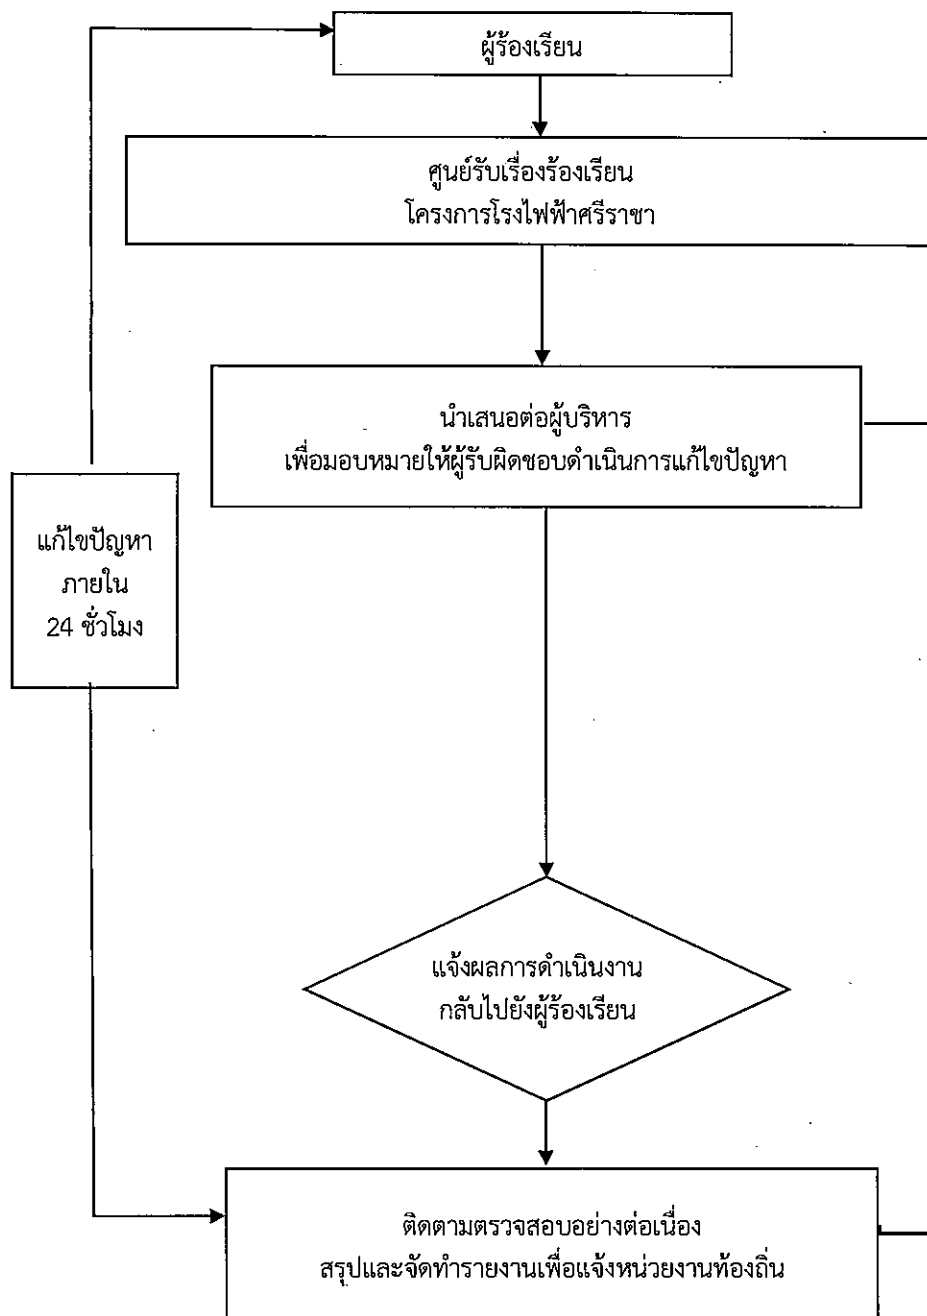 ผู้ร้องเรียน
ศูนย์รับเรื่องร้องเรียน
โครงการโรงไฟฟ้าศรีราชา
นำเสนอต่อผู้บริหาร
เพื่อมอบหมายให้ผู้รับผิดชอบดำเนินการแก้ไขปัญหา
แก้ไขปัญหา
ภายใน
24 ชั่วโมง
แจ้งผลการดำเนินงาน
กลับไปยังผู้ร้องเรียน
ติดตามตรวจสอบอย่างต่อเนื่อง
สรุปและจัดทำรายงานเพื่อแจ้งหน่วยงานท้องถิ่น